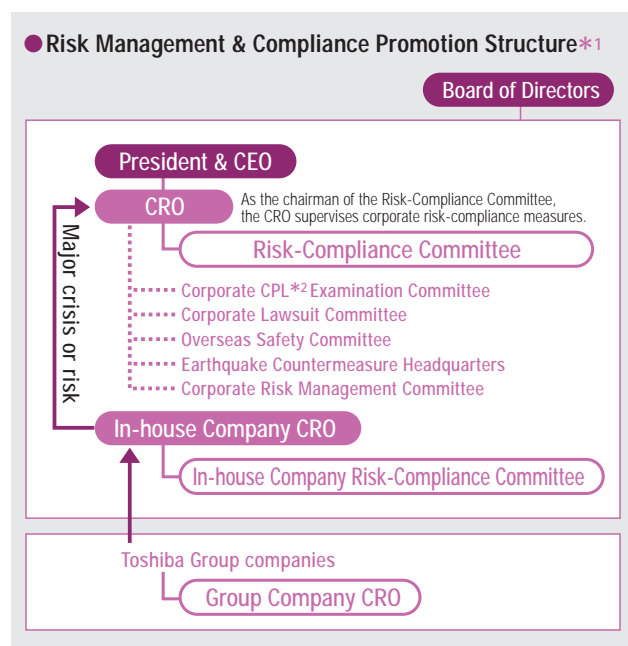 ●Risk Management & Compliance Promotion Structure*1
Board of Directors
President & CEO
CRO
As the chairman of the Risk-Compliance Committee,
the CRO supervises corporate risk-compliance measures.
Risk-Compliance Committee
Major crisis or risk
Corporate CPL*2 Examination Committee
Corporate Lawsuit Committee
Overseas Safety Committee
Earthquake Countermeasure Headquarters
Corporate Risk Management Committee
In-house Company CRO
In-house Company Risk-Compliance Committee
Toshiba Group companies
Group Company CRO